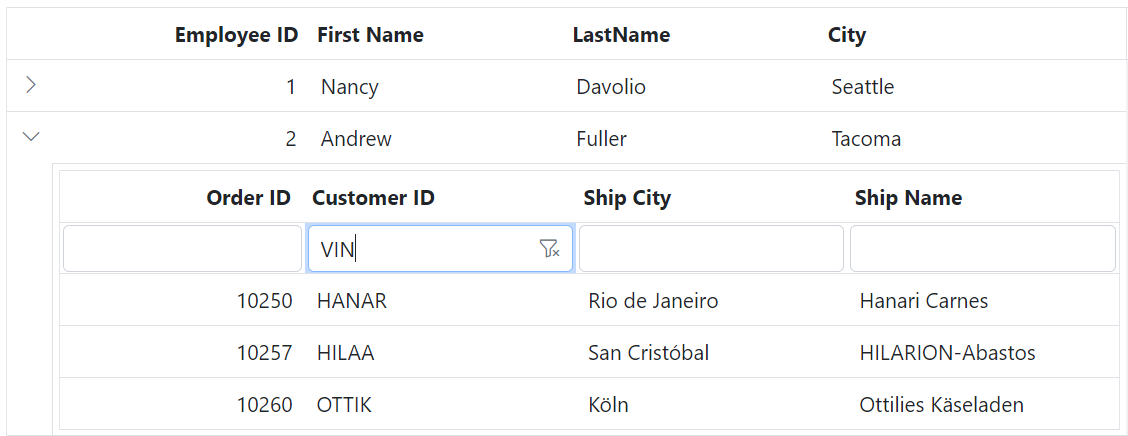 Employee ID First Name LastName City
1 Nancy Davolio Seattle
2 Andrew Fuller Tacoma
Order ID Customer ID Ship City Ship Name
VIN
10250 HANAR Rio de Janeiro Hanari Carnes
10257 HILAA San Cristóbal HILARION-Abastos
10260 OTTIK Köln Ottilies Käseladen